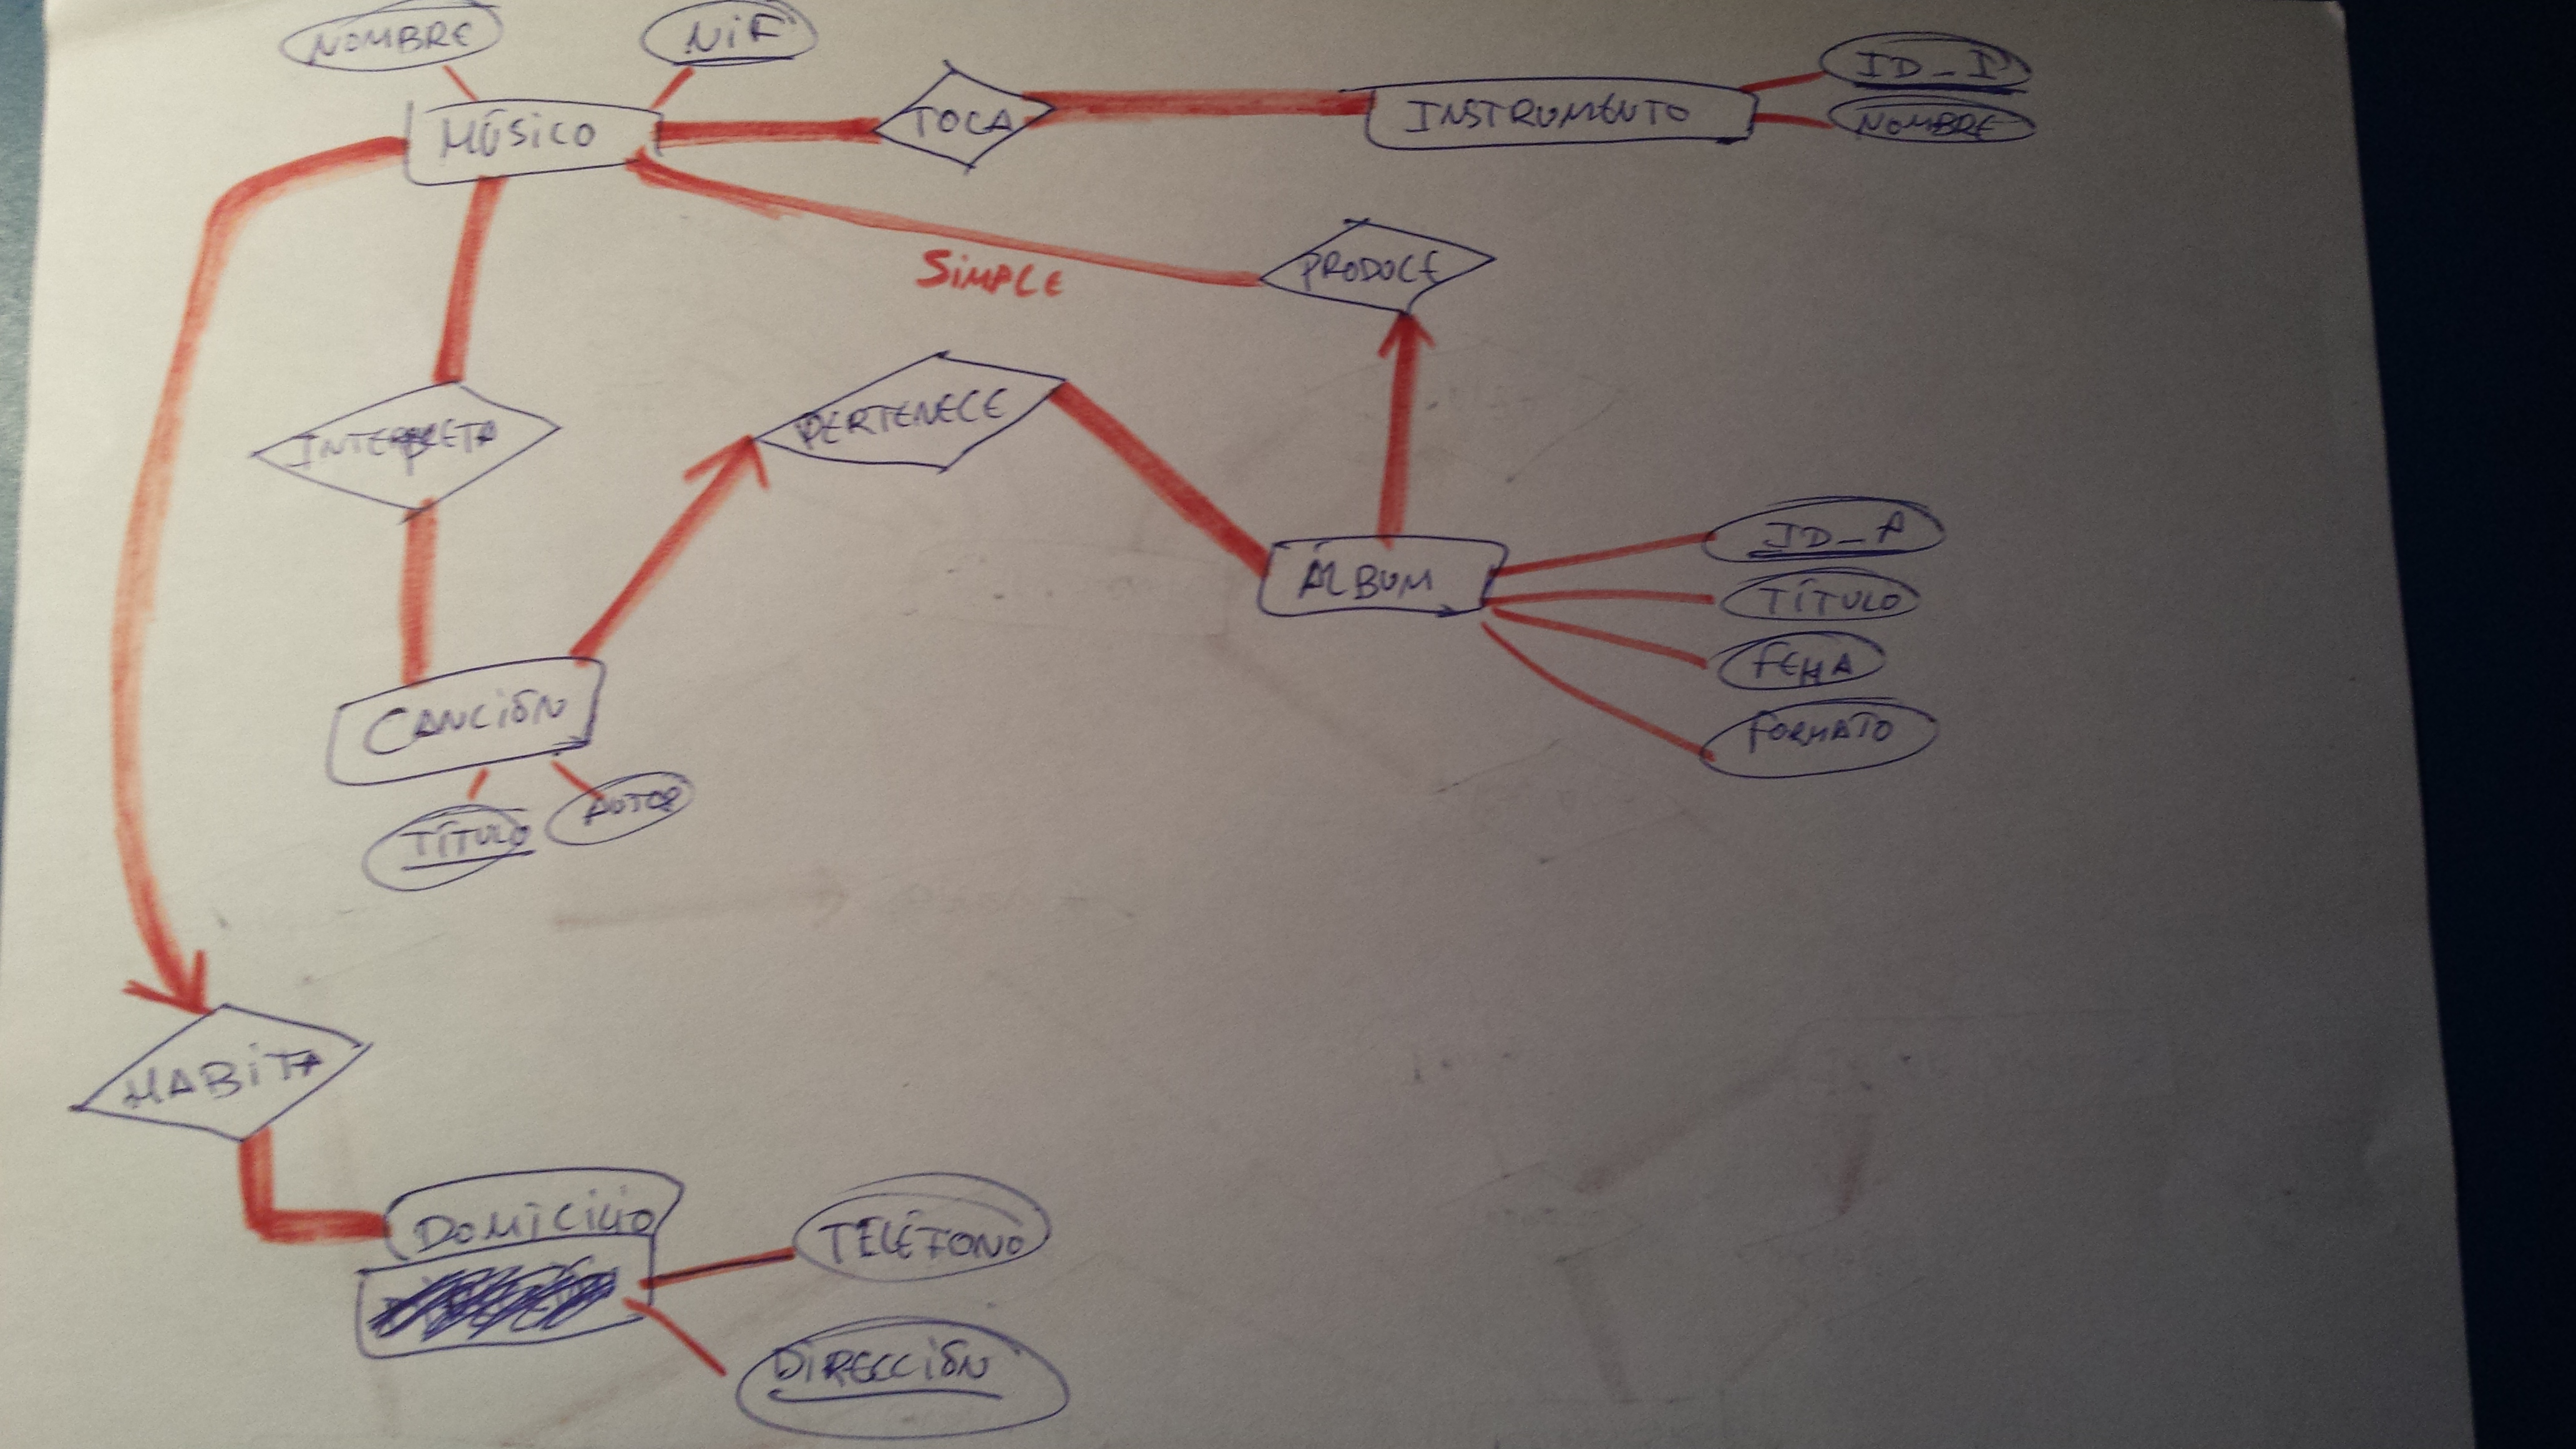 NOMBRE
NiF
MÚSiCO
TOCA
INSTRUMENTO
ID_I
NOMBRE
SiMPLE
PRODUCE
INTERPRETA
PERTENECE
ÁLBUM
ID_A
TÍTULO
FEHA
FORMATO
CANCiÓN
TÍTULO
AUTOR
HABiTA
DOMiCiLiO
TELÉFONO
DiRECCiÓN